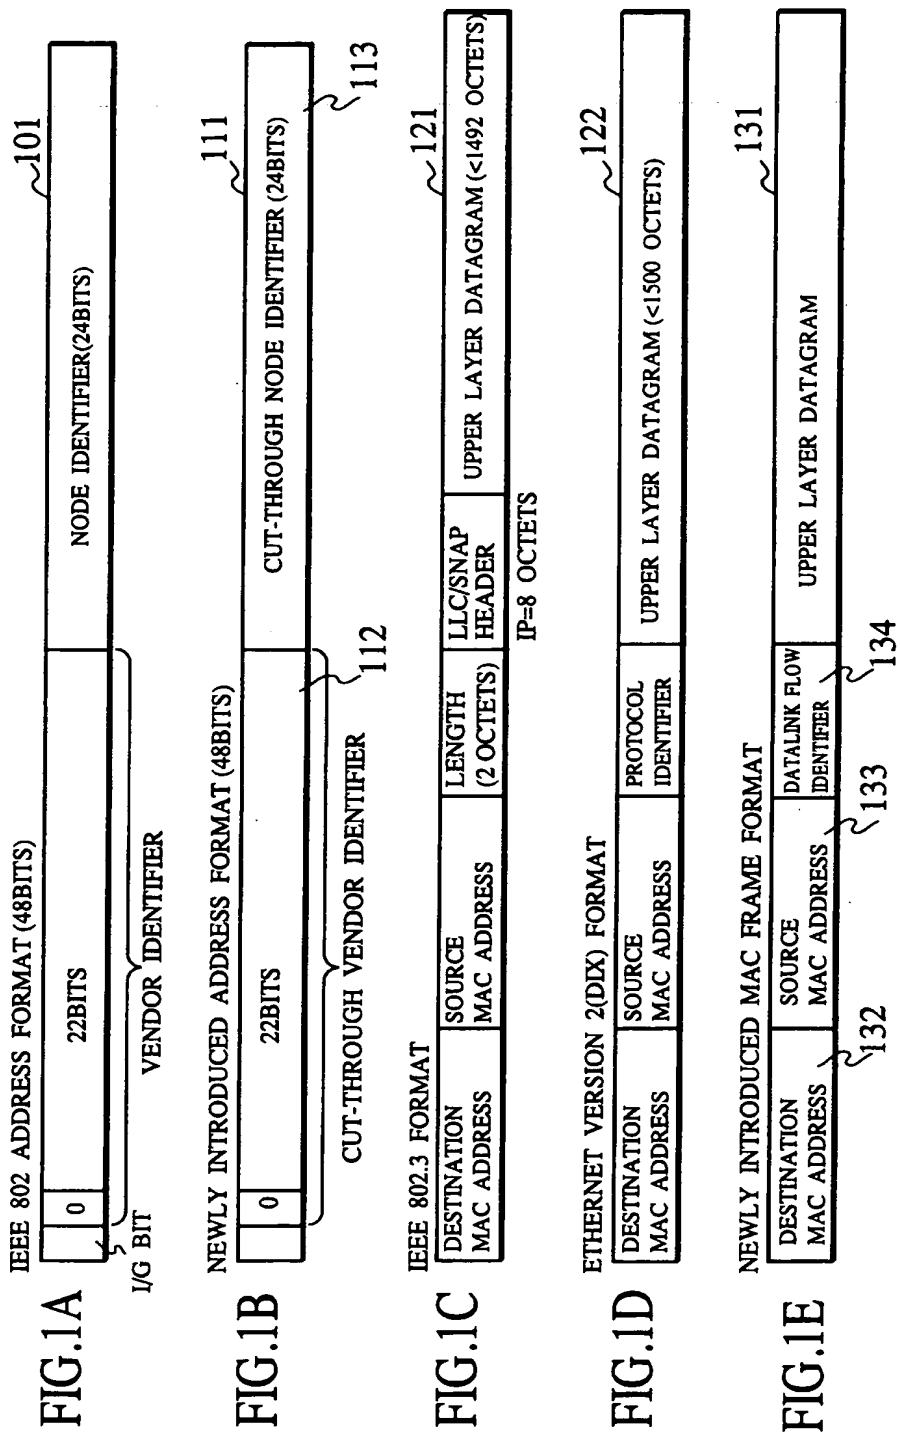 FIG.1A
IEEE 802 ADDRESS FORMAT (48BITS)
101
0
22BITS
NODE IDENTIFIER(24BITS)
I/G BIT
VENDOR IDENTIFIER
FIG.1B
NEWLY INTRODUCED ADDRESS FORMAT (48BITS)
111
0
22BITS
CUT-THROUGH NODE IDENTIFIER (24BITS)
113
112
CUT-THROUGH VENDOR IDENTIFIER
FIG.1C
IEEE 802.3 FORMAT
121
DESTINATION
MAC ADDRESS
SOURCE
MAC ADDRESS
LENGTH
(2 OCTETS)
LLC/SNAP
HEADER
UPPER LAYER DATAGRAM (<1492 OCTETS)
IP=8 OCTETS
FIG.1D
ETHERNET VERSION 2(DIX) FORMAT
122
DESTINATION
MAC ADDRESS
SOURCE
MAC ADDRESS
PROTOCOL
IDENTIFIER
UPPER LAYER DATAGRAM (<1500 OCTETS)
FIG.1E
NEWLY INTRODUCED MAC FRAME FORMAT
131
DESTINATION
MAC ADDRESS
SOURCE
MAC ADDRESS
DATALINK FLOW
IDENTIFIER
UPPER LAYER DATAGRAM
132
133
134